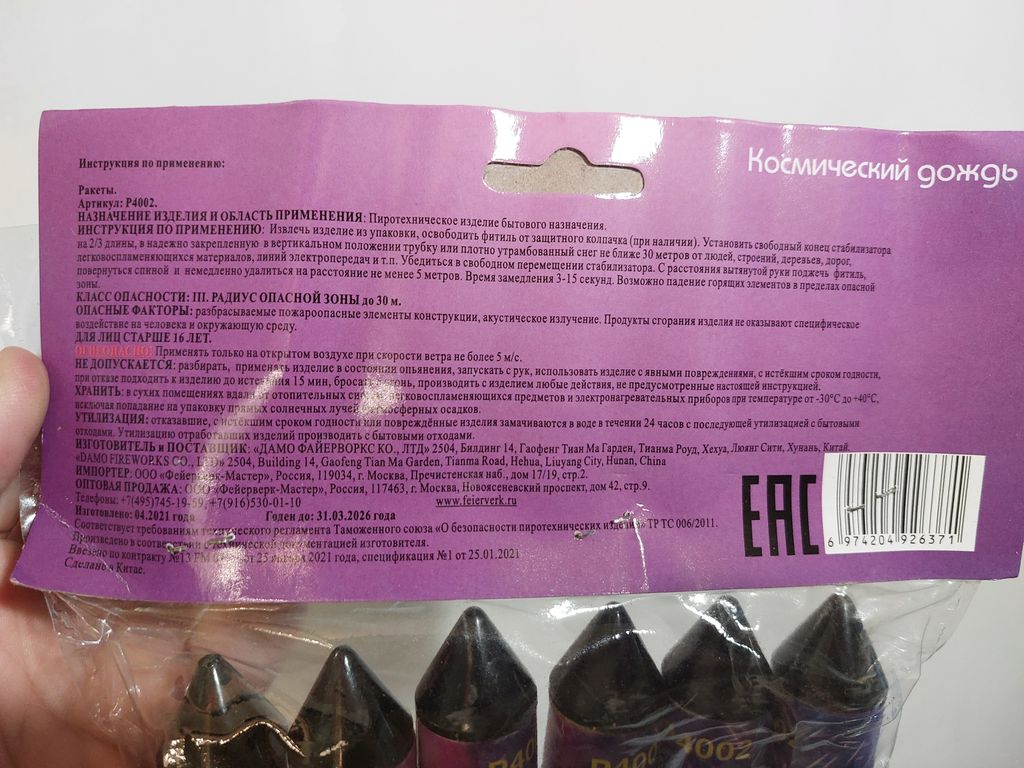 Космический дождь
Инструкция по применению:
Ракеты.
Артикул: Р4002.
НАЗНАЧЕНИЕ ИЗДЕЛИЯ И ОБЛАСТЬ ПРИМЕНЕНИЯ: Пиротехническое изделие бытового назначения.
ИНСТРУКЦИЯ ПО ПРИМЕНЕНИЮ: Извлечь изделие из упаковки, освободить фитиль от защитного колпачка (при наличии). Установить свободный конец стабилизатора
на 2/3 длины, в надежно закрепленную в вертикальном положении трубку или плотно утрамбованный снег не ближе 30 метров от людей, строений, деревьев, дорог,
легковоспламеняющихся материалов, линий электропередач и т.п. Убедиться в свободном перемещении стабилизатора. С расстояния вытянутой руки поджечь фитиль,
повернуться спиной и немедленно удалиться на расстояние не менее 5 метров. Время замедления 3-15 секунд. Возможно падение горящих элементов в пределах опасной
зоны.
КЛАСС ОПАСНОСТИ: III. РАДИУС ОПАСНОЙ ЗОНЫ до 30 м.
ОПАСНЫЕ ФАКТОРЫ: разбрасываемые пожароопасные элементы конструкции, акустическое излучение. Продукты сгорания изделия не оказывают специфическое
воздействие на человека и окружающую среду.
ДЛЯ ЛИЦ СТАРШЕ 16 ЛЕТ.
ОГНЕОПАСНО: Применять только на открытом воздухе при скорости ветра не более 5 м/с.
НЕ ДОПУСКАЕТСЯ: разбирать, применять изделие в состоянии опьянения, запускать с рук, использовать изделие с явными повреждениями, с истёкшим сроком годности,
при отказе подходить к изделию до истечения 15 мин, бросать в огонь, производить с изделием любые действия, не предусмотренные настоящей инструкцией.
ХРАНИТЬ: в сухих помещениях вдали от отопительных систем, легковоспламеняющихся предметов и электронагревательных приборов при температуре от -30°С до +40°С,
исключая попадание на упаковку прямых солнечных лучей и атмосферных осадков.
УТИЛИЗАЦИЯ: отказавшие, с истёкшим сроком годности или повреждённые изделия замачиваются в воде в течении 24 часов с последующей утилизацией с бытовыми
отходами. Утилизацию отработавших изделий производить с бытовыми отходами.
ИЗГОТОВИТЕЛЬ и ПОСТАВЩИК: «ДАМО ФАЙЕРВОРКС КО., ЛТД» 2504, Билдинг 14, Гаофенг Тиан Ма Гарден, Тианма Роуд, Хехуа, Люянг Сити, Хунань, Китай.
«DAMO FIREWORKS CO., LTD» 2504, Building 14, Gaofeng Tian Ma Garden, Tianma Road, Hehua, Liuyang City, Hunan, China
ИМПОРТЕР: ООО «Фейерверк-Мастер», Россия, 119034, г. Москва, Пречистенская наб., дом 17/19, стр.2.
ОПТОВАЯ ПРОДАЖА: ООО «Фейерверк-Мастер», Россия, 117463, г. Москва, Новоясеневский проспект, дом 42, стр.9.
Телефоны: +7(495)745-19-59, +7(916)530-01-10 www.feierverk.ru
Изготовлено: 04.2021 года Годен до: 31.03.2026 года
Соответствует требованиям технического регламента Таможенного союза «О безопасности пиротехнических изделий» ТР ТС 006/2011.
Произведено в соответствии с технической документацией изготовителя.
Ввезено по контракту №13 FM от 25 января 2021 года, спецификация №1 от 25.01.2021
Сделано в Китае.
EAC
6 974204 926371
P400
4002